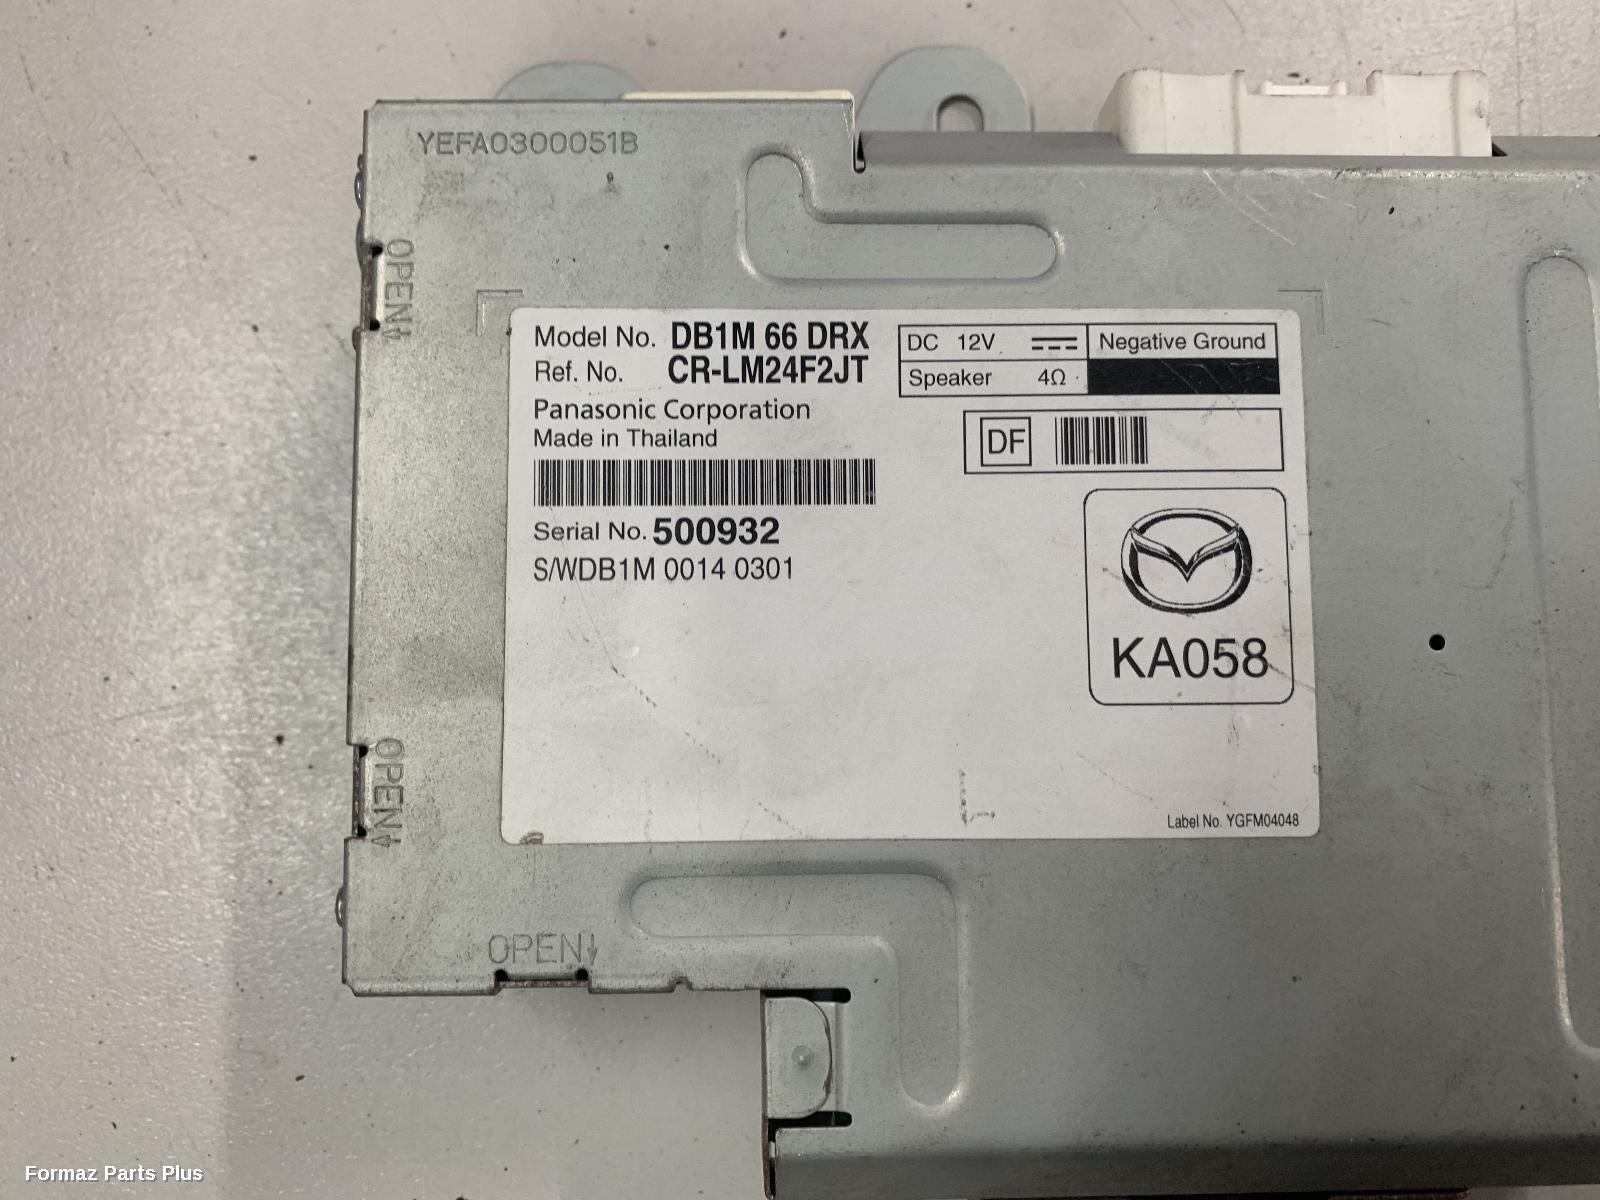 YEFA0300051B
OPEN↓
Model No. DB1M 66 DRX
Ref. No. CR-LM24F2JT
Panasonic Corporation
Made in Thailand
Serial No. 500932
S/WDB1M 0014 0301
DC 12V Negative Ground
Speaker 4Ω
DF
KA058
Label No. YGFM04048
OPEN↓
OPEN↓
Formaz Parts Plus